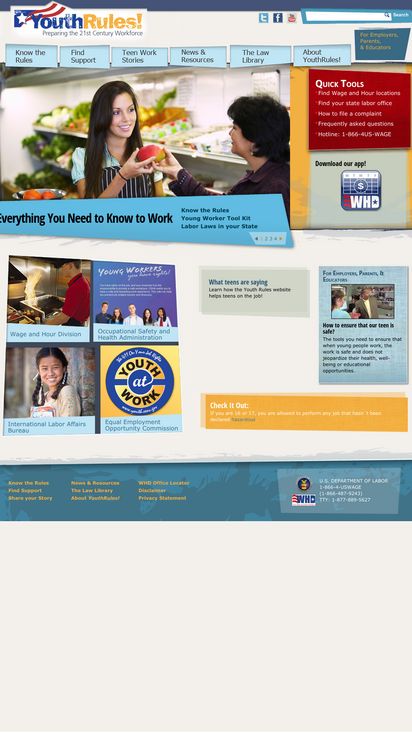 YouthRules!
Preparing the 21st Century Workforce
Search
For Employers,
Parents,
& Educators
Know the
Rules
Find
Support
Teen Work
Stories
News &
Resources
The Law
Library
About
YouthRules!
Quick Tools
Find Wage and Hour locations
Find your state labor office
How to file a complaint
Frequently asked questions
Hotline: 1-866-4US-WAGE
Download our app!
WHD
Everything You Need to Know to Work
Know the Rules
Young Worker Tool Kit
Labor Laws in your State
1 2 3 4
Young Workers
Wage and Hour Division
Occupational Safety and
Health Administration
YOUTH
at
WORK
International Labor Affairs
Bureau
Equal Employment
Opportunity Commission
What teens are saying
Learn how the Youth Rules website
helps teens on the job!
For Employers, Parents, &
Educators
How to ensure that our teen is
safe?
The tools you need to ensure that
when young people work, the
work is safe and does not
jeopardize their health, well-
being or educational
opportunities.
Check It Out:
If you are 16 or 17, you are allowed to perform any job that hasn't been
declared hazardous
Know the Rules
Find Support
Share your Story
News & Resources
The Law Library
About YouthRules!
WHD Office Locator
Disclaimer
Privacy Statement
WHD
U.S. DEPARTMENT OF LABOR
1-866-4-USWAGE
(1-866-487-9243)
TTY: 1-877-889-5627